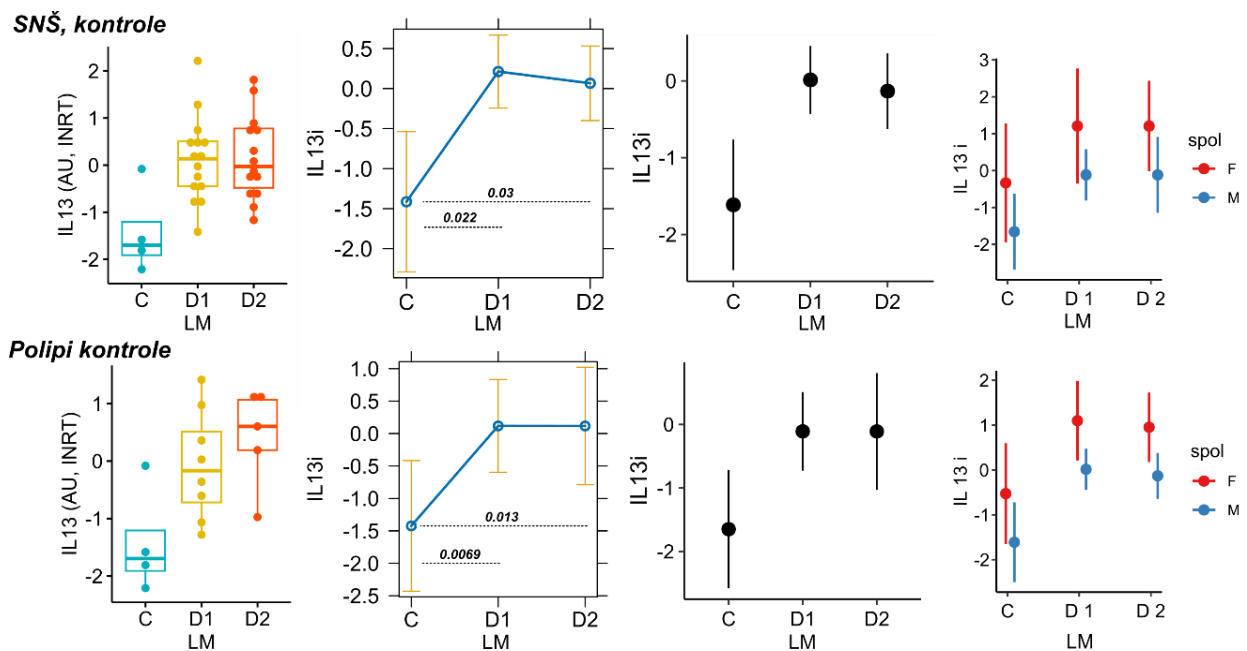 SNŠ, kontrole
IL13 (AU, INRT)
2
1
0
-1
-2
C D1 D2
LM
IL13i
0.5
0.0
-0.5
-1.0
-1.5
-2.0
0.03
0.022
C D1 D2
LM
IL13i
0
-1
-2
C D1 D2
LM
IL 13 i
3
2
1
0
-1
-2
C D 1 D 2
LM
spol
F
M
Polipi kontrole
IL13 (AU, INRT)
1
0
-1
-2
C D1 D2
LM
IL13i
1.0
0.5
0.0
-0.5
-1.0
-1.5
-2.0
-2.5
0.013
0.0069
C D1 D2
LM
IL13i
0
-1
-2
C D1 D2
LM
IL 13 i
2
1
0
-1
-2
C D 1 D 2
LM
spol
F
M